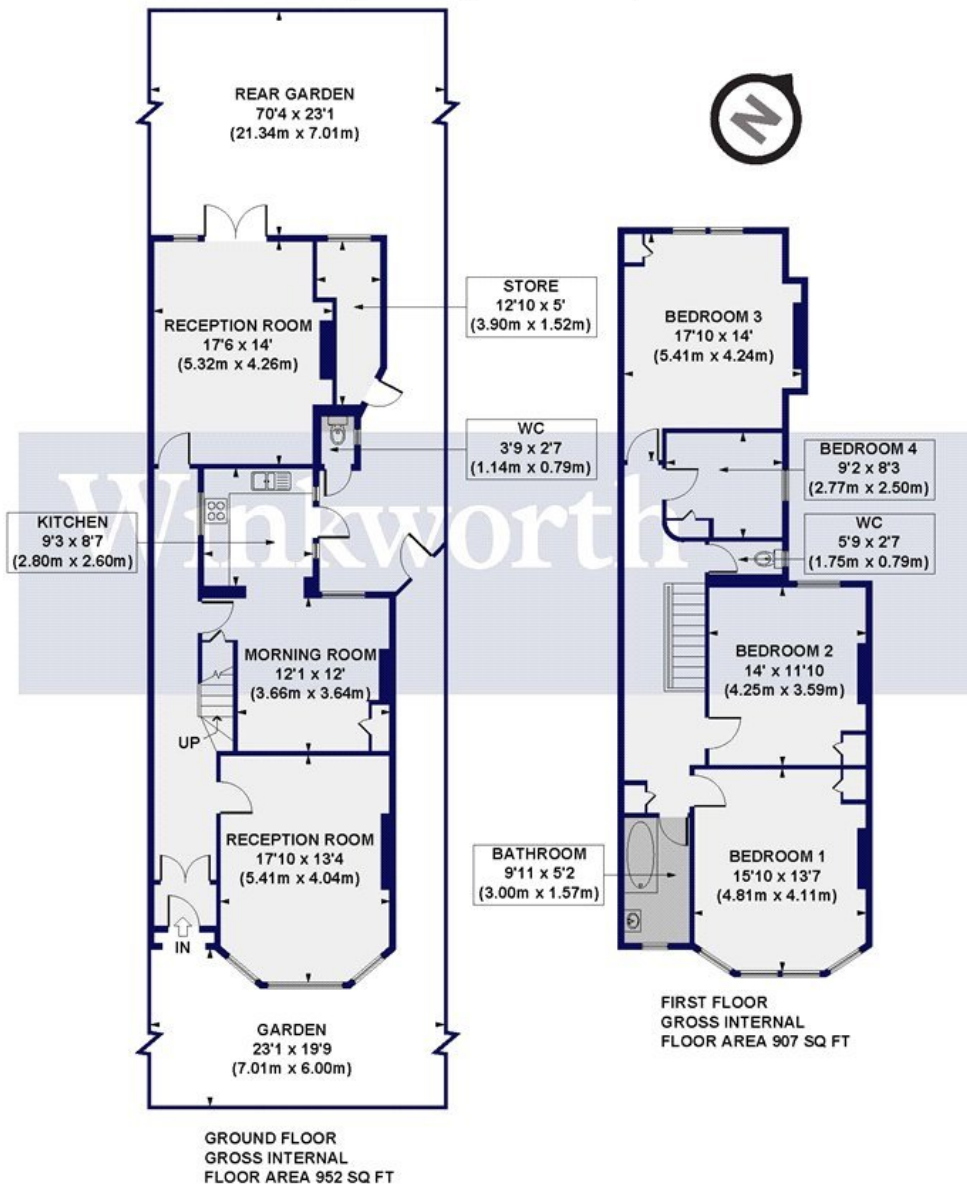 REAR GARDEN
70'4 x 23'1
(21.34m x 7.01m)
N
STORE
12'10 x 5'
(3.90m x 1.52m)
RECEPTION ROOM
17'6 x 14'
(5.32m x 4.26m)
BEDROOM 3
17'10 x 14'
(5.41m x 4.24m)
WC
3'9 x 2'7
(1.14m x 0.79m)
BEDROOM 4
9'2 x 8'3
(2.77m x 2.50m)
Winkworth
KITCHEN
9'3 x 8'7
(2.80m x 2.60m)
WC
5'9 x 2'7
(1.75m x 0.79m)
MORNING ROOM
12'1 x 12'
(3.66m x 3.64m)
BEDROOM 2
14' x 11'10
(4.25m x 3.59m)
UP
RECEPTION ROOM
17'10 x 13'4
(5.41m x 4.04m)
BATHROOM
9'11 x 5'2
(3.00m x 1.57m)
BEDROOM 1
15'10 x 13'7
(4.81m x 4.11m)
IN
GARDEN
23'1 x 19'9
(7.01m x 6.00m)
FIRST FLOOR
GROSS INTERNAL
FLOOR AREA 907 SQ FT
GROUND FLOOR
GROSS INTERNAL
FLOOR AREA 952 SQ FT